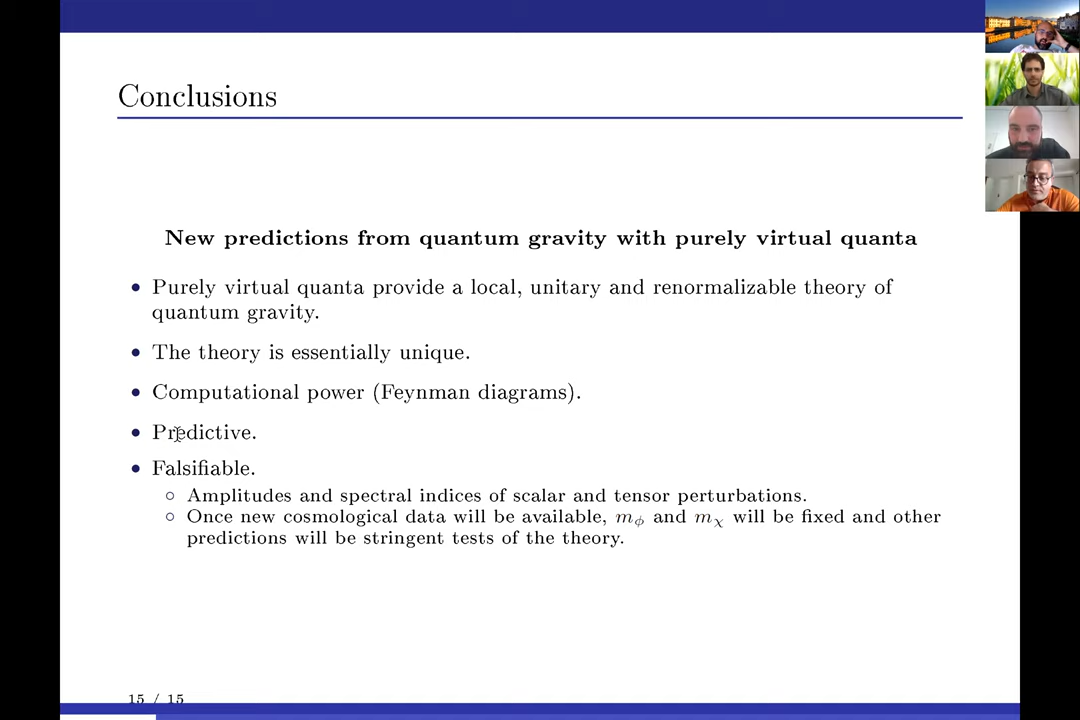 Conclusions
New predictions from quantum gravity with purely virtual quanta
• Purely virtual quanta provide a local, unitary and renormalizable theory of
quantum gravity.
• The theory is essentially unique.
• Computational power (Feynman diagrams).
• Predictive.
• Falsifiable.
○ Amplitudes and spectral indices of scalar and tensor perturbations.
○ Once new cosmological data will be available, m_ϕ and m_χ will be fixed and other
predictions will be stringent tests of the theory.
15 / 15